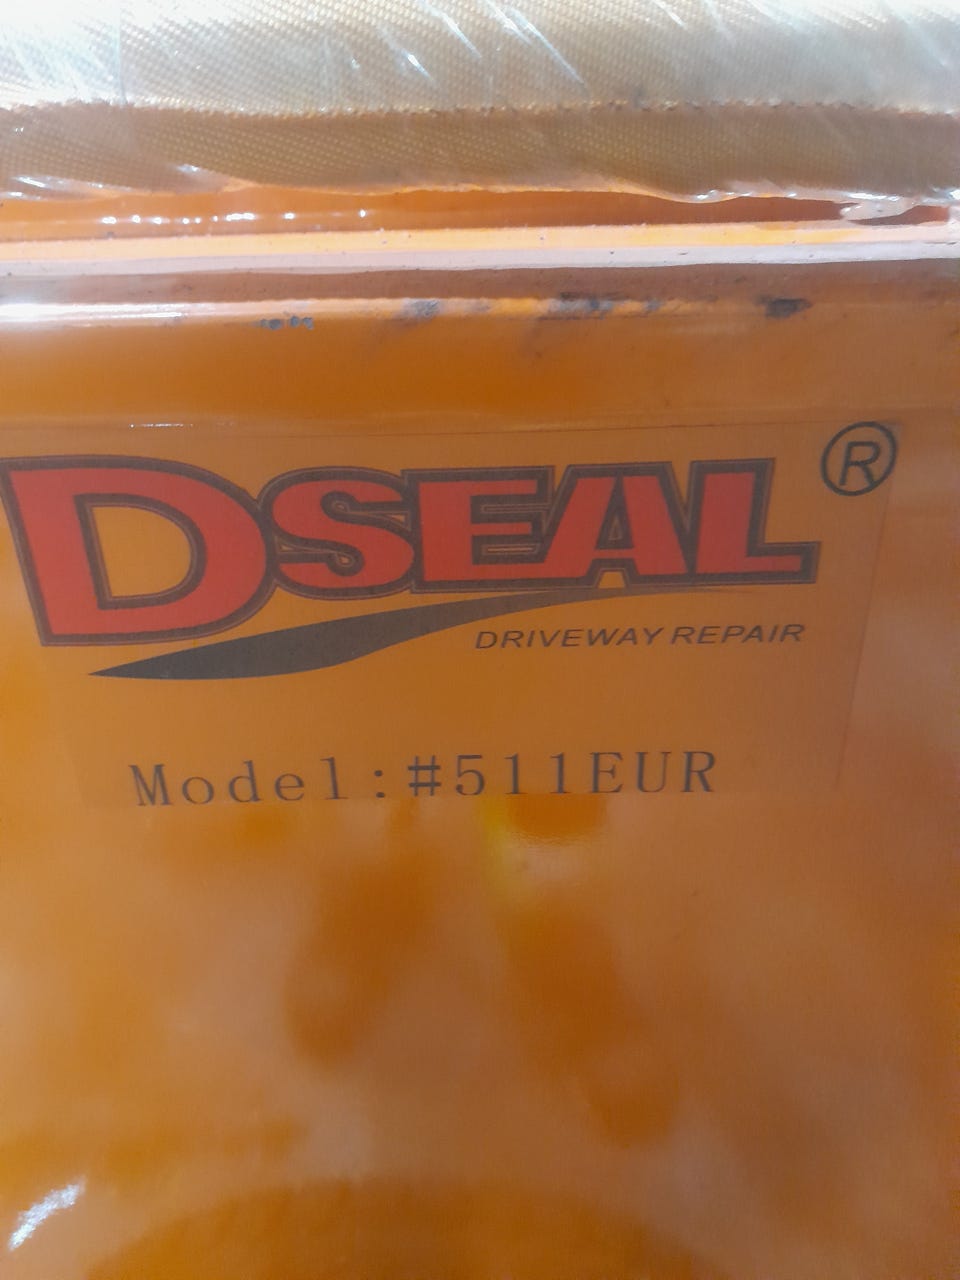 DSEAL ®
DRIVEWAY REPAIR
Model:#511EUR